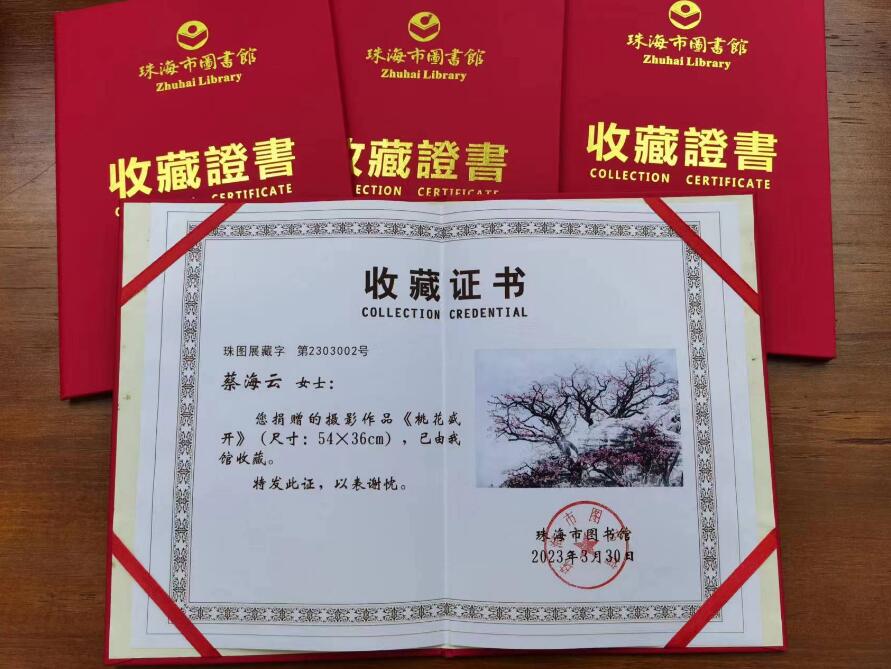 珠海市圖書館
Zhuhai Library
收藏證書
CERTIFICATE
珠海市圖書館
Zhuhai Library
收藏證書
COLLECTION CERTIFICATE
珠海市圖書館
Zhuhai Library
收藏證書
COLLECTION CERTIFICATE
收藏证书
COLLECTION CREDENTIAL
珠图展藏字 第2303002号
蔡海云 女士：
您捐赠的摄影作品《桃花盛
开》（尺寸：54×36cm），已由我
馆收藏。
特发此证，以表谢忱。
珠海市图书馆
2023年3月30日